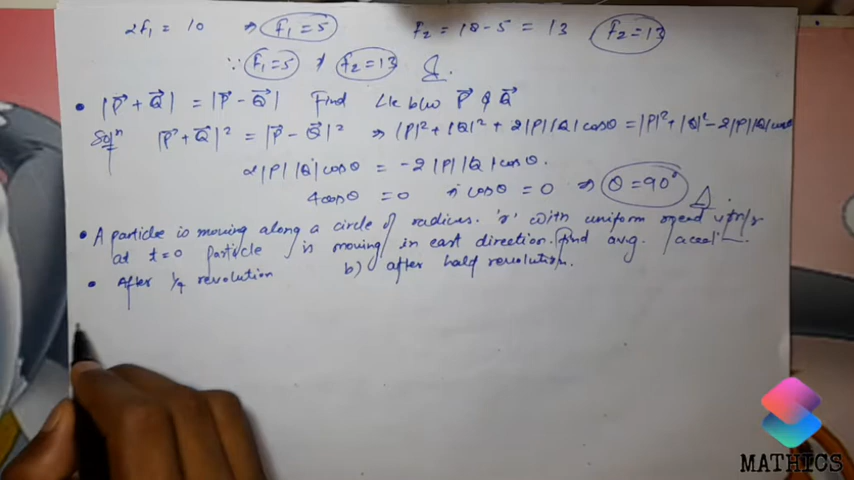 2f₁ = 10 ⇒ f₁ = 5 f₂ = 18 - 5 = 13 f₂ = 13
∵ f₁ = 5 & f₂ = 13
• |P⃗ + Q⃗| = |P⃗ - Q⃗| Find ∠le b/w P⃗ & Q⃗
Solⁿ |P⃗ + Q⃗|² = |P⃗ - Q⃗|² ⇒ |P|² + |Q|² + 2|P||Q| cosθ = |P|² + |Q|² - 2|P||Q| cosθ
2|P||Q| cosθ = -2|P||Q| cosθ.
4cosθ = 0 ⇒ cosθ = 0 ⇒ θ = 90°
• A particle is moving along a circle of radius 'r' with uniform speed v m/s
at t=0 particle is moving in east direction. Find avg. accelⁿ.
• After 1/4 revolution b) after half revolution.
MATHICS